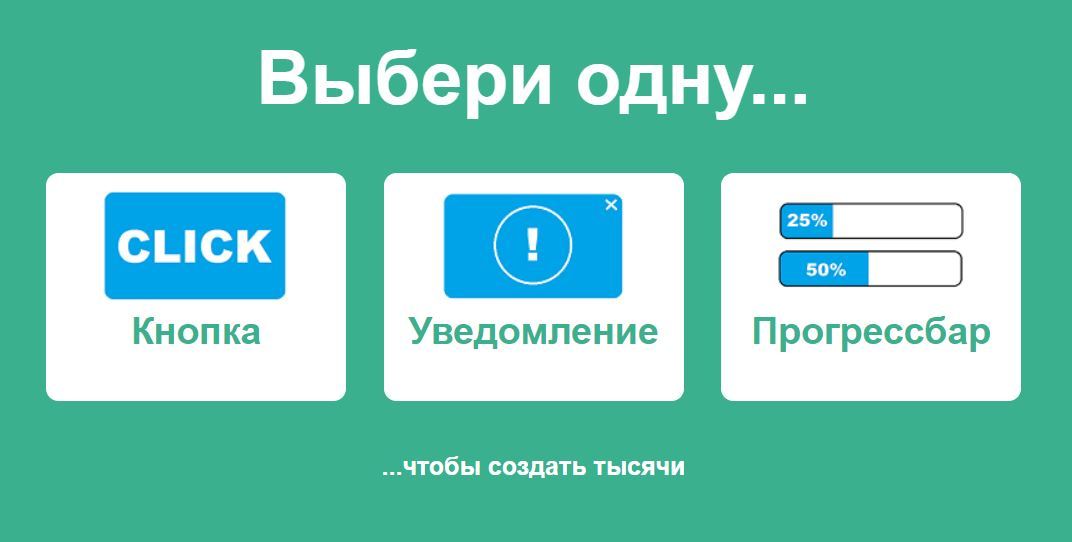 Выбери одну...
CLICK
!
25%
50%
Кнопка
Уведомление
Прогрессбар
...чтобы создать тысячи